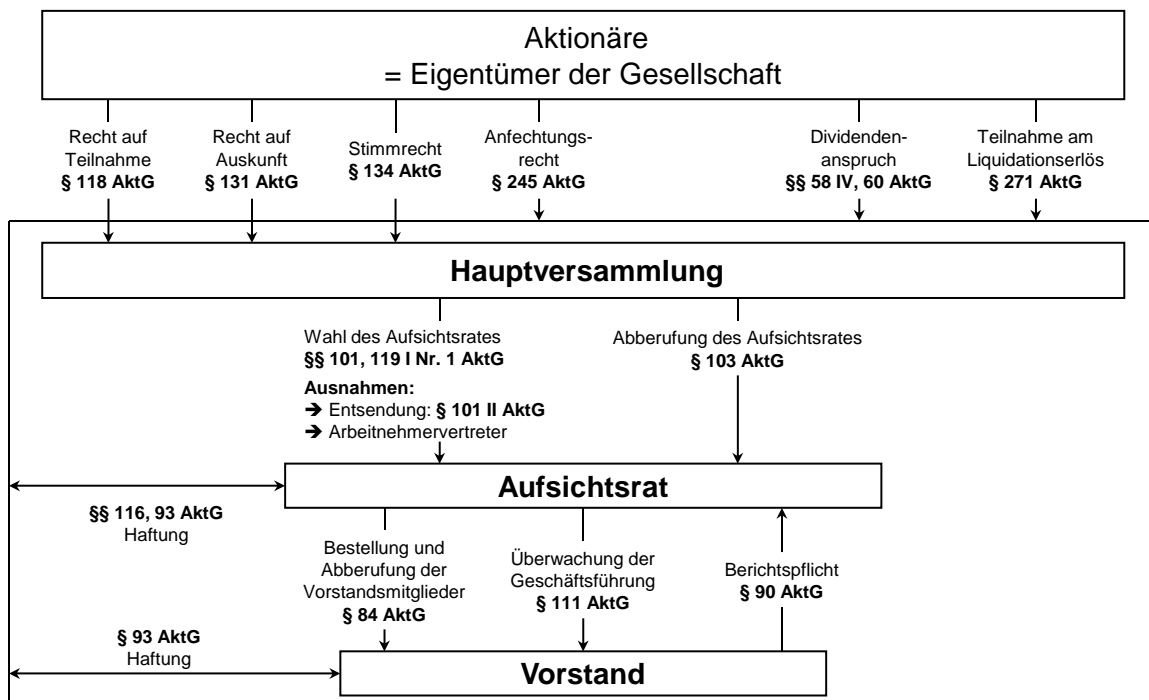 Aktionäre
= Eigentümer der Gesellschaft
Recht auf
Teilnahme
§ 118 AktG
Recht auf
Auskunft
§ 131 AktG
Stimmrecht
§ 134 AktG
Anfechtungs-
recht
§ 245 AktG
Dividenden-
anspruch
§§ 58 IV, 60 AktG
Teilnahme am
Liquidationserlös
§ 271 AktG
Hauptversammlung
Wahl des Aufsichtsrates
§§ 101, 119 I Nr. 1 AktG
Ausnahmen:
➔ Entsendung: § 101 II AktG
➔ Arbeitnehmervertreter
Abberufung des Aufsichtsrates
§ 103 AktG
Aufsichtsrat
§§ 116, 93 AktG
Haftung
Bestellung und
Abberufung der
Vorstandsmitglieder
§ 84 AktG
Überwachung der
Geschäftsführung
§ 111 AktG
Berichtspflicht
§ 90 AktG
§ 93 AktG
Haftung
Vorstand